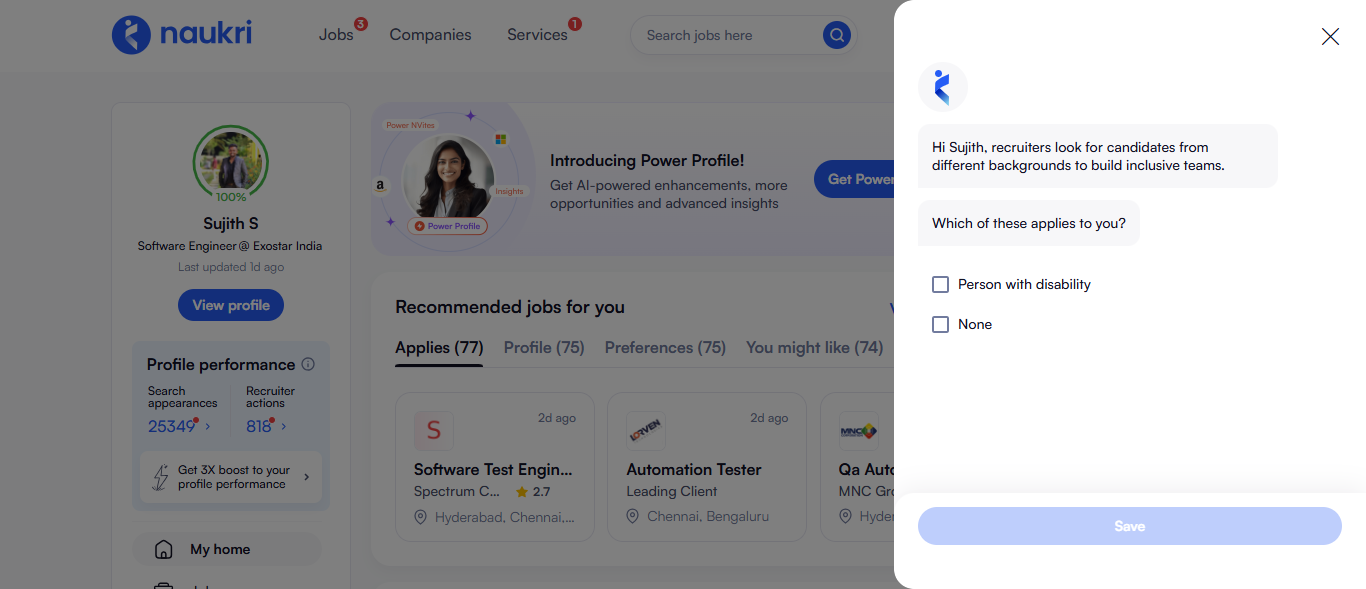 naukri
Jobs
3
Companies
Services
1
Search jobs here
100%
Sujith S
Software Engineer @ Exostar India
Last updated 1d ago
View profile
Profile performance
Search
appearances
Recruiter
actions
25349
818
Get 3X boost to your
profile performance
My home
Power NVites
a
Insights
Power Profile
Introducing Power Profile!
Get AI-powered enhancements, more
opportunities and advanced insights
Get Power
Recommended jobs for you
Applies (77)
Profile (75)
Preferences (75)
You might like (74)
S
2d ago
Software Test Engin...
Spectrum C...
2.7
Hyderabad, Chennai,...
LORVEN
2d ago
Automation Tester
Leading Client
Chennai, Bengaluru
MNC
Qa Auto
MNC Gro
Hyder
Hi Sujith, recruiters look for candidates from
different backgrounds to build inclusive teams.
Which of these applies to you?
Person with disability
None
Save